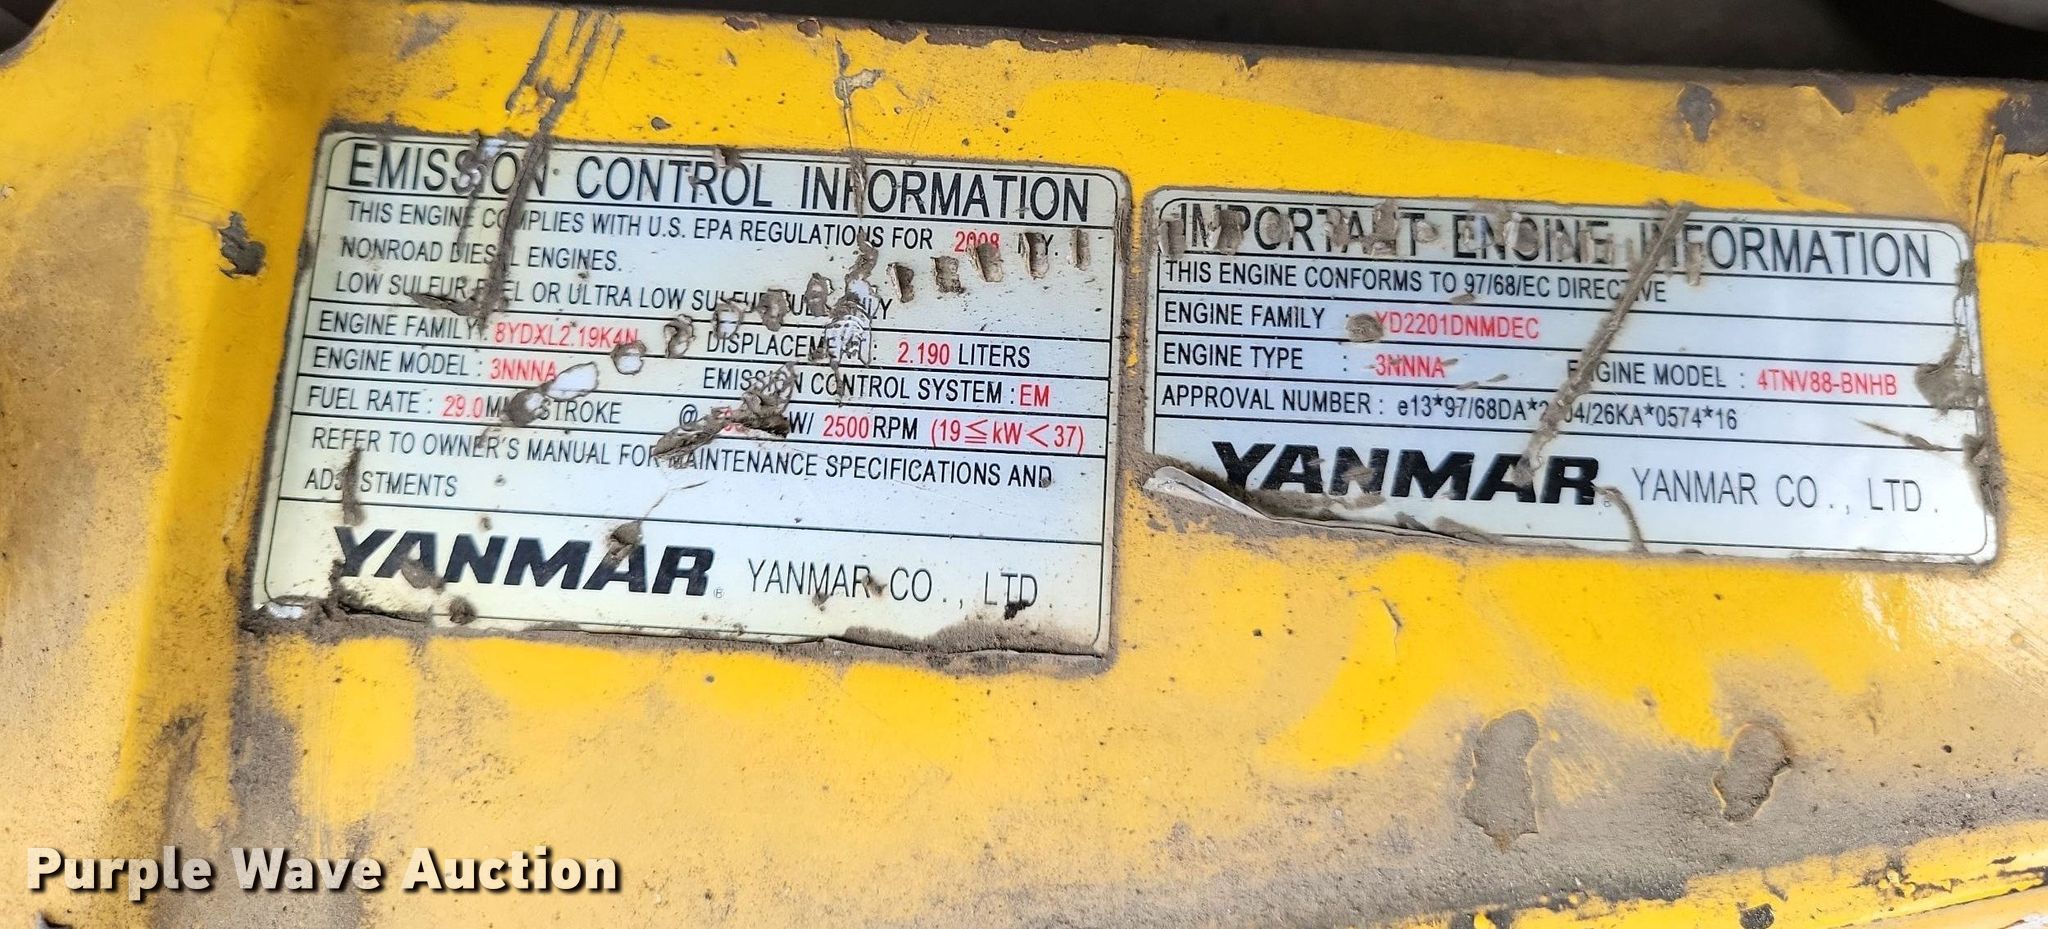 EMISSION CONTROL INFORMATION
THIS ENGINE COMPLIES WITH U.S. EPA REGULATIONS FOR 2008 MY.
NONROAD DIESEL ENGINES.
LOW SULFUR FUEL OR ULTRA LOW SULFUR FUEL ONLY
ENGINE FAMILY: 8YDXL2.19K4N DISPLACEMENT: 2.190 LITERS
ENGINE MODEL: 3NNNA EMISSION CONTROL SYSTEM: EM
FUEL RATE: 29.0 STROKE @ kW/ 2500 RPM (19≦kW<37)
REFER TO OWNER'S MANUAL FOR MAINTENANCE SPECIFICATIONS AND
ADJUSTMENTS
YANMAR® YANMAR CO., LTD
IMPORTANT ENGINE INFORMATION
THIS ENGINE CONFORMS TO 97/68/EC DIRECTIVE
ENGINE FAMILY : YD2201DNMDEC
ENGINE TYPE : 3NNNA ENGINE MODEL : 4TNV88-BNHB
APPROVAL NUMBER: /26KA*0574*16
YANMAR® YANMAR CO., LTD.
Purple Wave Auction